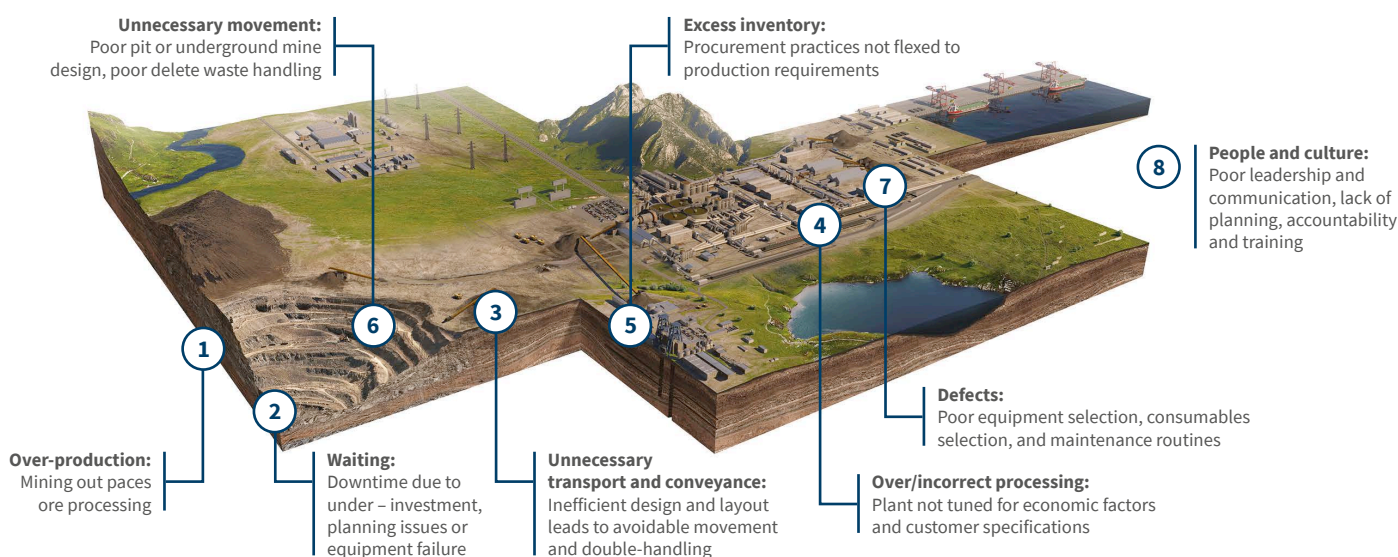 Unnecessary movement:
Poor pit or underground mine
design, poor delete waste handling
Excess inventory:
Procurement practices not flexed to
production requirements
8
People and culture:
Poor leadership and
communication, lack of
planning, accountability
and training
7
4
6
3
5
1
2
Defects:
Poor equipment selection, consumables
selection, and maintenance routines
Over-production:
Mining out paces
ore processing
Waiting:
Downtime due to
under – investment,
planning issues or
equipment failure
Unnecessary
transport and conveyance:
Inefficient design and layout
leads to avoidable movement
and double-handling
Over/incorrect processing:
Plant not tuned for economic factors
and customer specifications